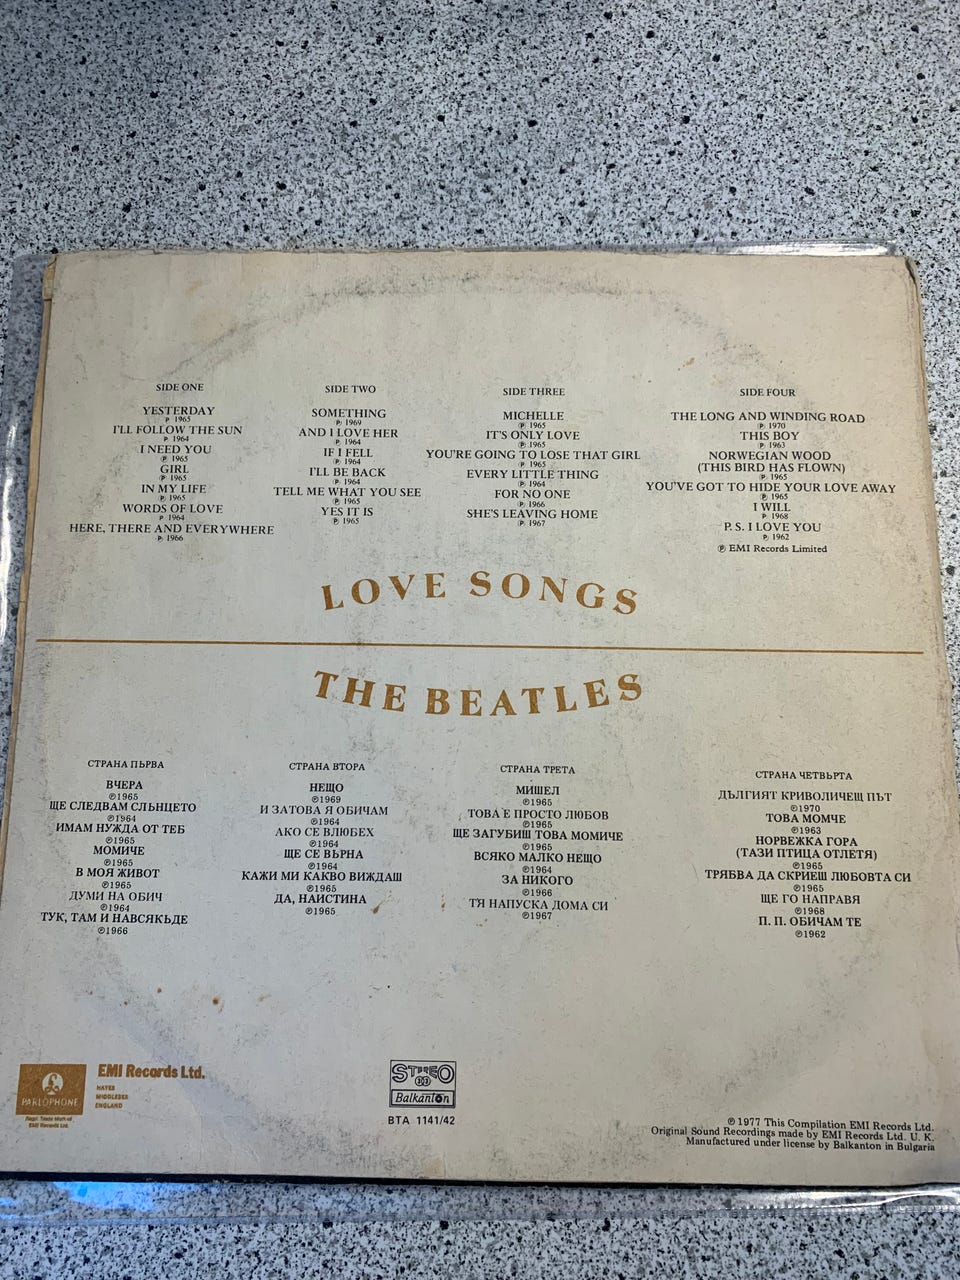 SIDE ONE
YESTERDAY
℗ 1965
I'LL FOLLOW THE SUN
℗ 1964
I NEED YOU
℗ 1965
GIRL
℗ 1965
IN MY LIFE
℗ 1965
WORDS OF LOVE
℗ 1964
HERE, THERE AND EVERYWHERE
℗ 1966
SIDE TWO
SOMETHING
℗ 1969
AND I LOVE HER
℗ 1964
IF I FELL
℗ 1964
I'LL BE BACK
℗ 1964
TELL ME WHAT YOU SEE
℗ 1965
YES IT IS
℗ 1965
SIDE THREE
MICHELLE
℗ 1965
IT'S ONLY LOVE
℗ 1965
YOU'RE GOING TO LOSE THAT GIRL
℗ 1965
EVERY LITTLE THING
℗ 1964
FOR NO ONE
℗ 1966
SHE'S LEAVING HOME
℗ 1967
SIDE FOUR
THE LONG AND WINDING ROAD
℗ 1970
THIS BOY
℗ 1963
NORWEGIAN WOOD
(THIS BIRD HAS FLOWN)
℗ 1965
YOU'VE GOT TO HIDE YOUR LOVE AWAY
℗ 1965
I WILL
℗ 1968
P. S. I LOVE YOU
℗ 1962
℗ EMI Records Limited
LOVE SONGS
THE BEATLES
СТРАНА ПЪРВА
ВЧЕРА
℗1965
ЩЕ СЛЕДВАМ СЛЪНЦЕТО
℗1964
ИМАМ НУЖДА ОТ ТЕБ
℗1965
МОМИЧЕ
℗1965
В МОЯ ЖИВОТ
℗1965
ДУМИ НА ОБИЧ
℗1964
ТУК, ТАМ И НАВСЯКЪДЕ
℗1966
СТРАНА ВТОРА
НЕЩО
℗1969
И ЗАТОВА Я ОБИЧАМ
℗1964
АКО СЕ ВЛЮБЕХ
℗1964
ЩЕ СЕ ВЪРНА
℗1964
КАЖИ МИ КАКВО ВИЖДАШ
℗1965
ДА, НАИСТИНА
℗1965
СТРАНА ТРЕТА
МИШЕЛ
℗1965
ТОВА Е ПРОСТО ЛЮБОВ
℗1965
ЩЕ ЗАГУБИШ ТОВА МОМИЧЕ
℗1965
ВСЯКО МАЛКО НЕЩО
℗1964
ЗА НИКОГО
℗1966
ТЯ НАПУСКА ДОМА СИ
℗1967
СТРАНА ЧЕТВЪРТА
ДЪЛГИЯТ КРИВОЛИЧЕЩ ПЪТ
℗1970
ТОВА МОМЧЕ
℗1963
НОРВЕЖКА ГОРА
(ТАЗИ ПТИЦА ОТЛЕТЯ)
℗1965
ТРЯБВА ДА СКРИЕШ ЛЮБОВТА СИ
℗1965
ЩЕ ГО НАПРАВЯ
℗1968
П. П. ОБИЧАМ ТЕ
℗1962
PARLOPHONE
Regd. Trade Mark of
EMI Records Ltd.
EMI Records Ltd.
HAYES
MIDDLESEX
ENGLAND
STEREO
Balkanton
ВТА 1141/42
℗ 1977 This Compilation EMI Records Ltd.
Original Sound Recordings made by EMI Records Ltd. U. K.
Manufactured under license by Balkanton in Bulgaria